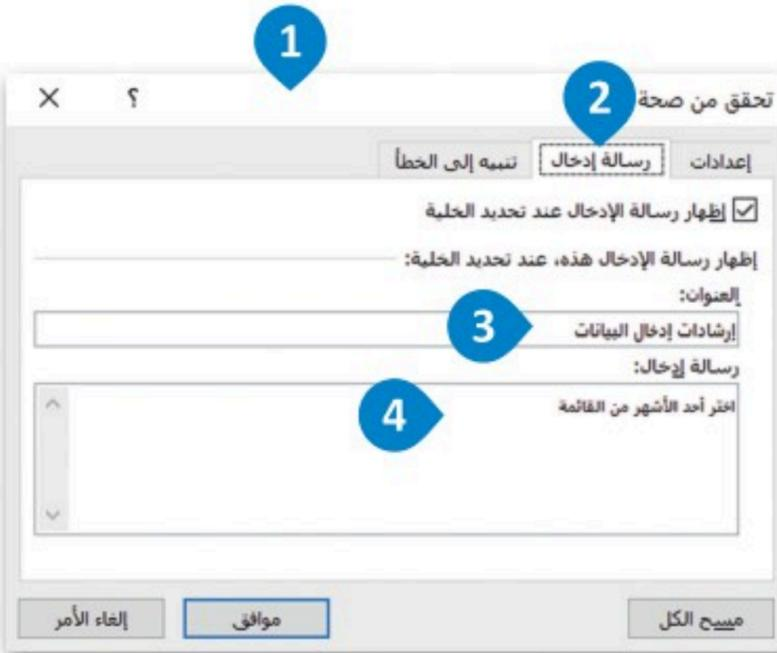 1
تحقق من صحة
؟
2
إعدادات
رسالة إدخال
تنبيه إلى الخطأ
إظهار رسالة الإدخال عند تحديد الخلية
إظهار رسالة الإدخال هذه، عند تحديد الخلية:
العنوان:
إرشادات إدخال البيانات
3
رسالة إدخال:
اختر أحد الأشهر من القائمة
4
مسح الكل
موافق
إلغاء الأمر